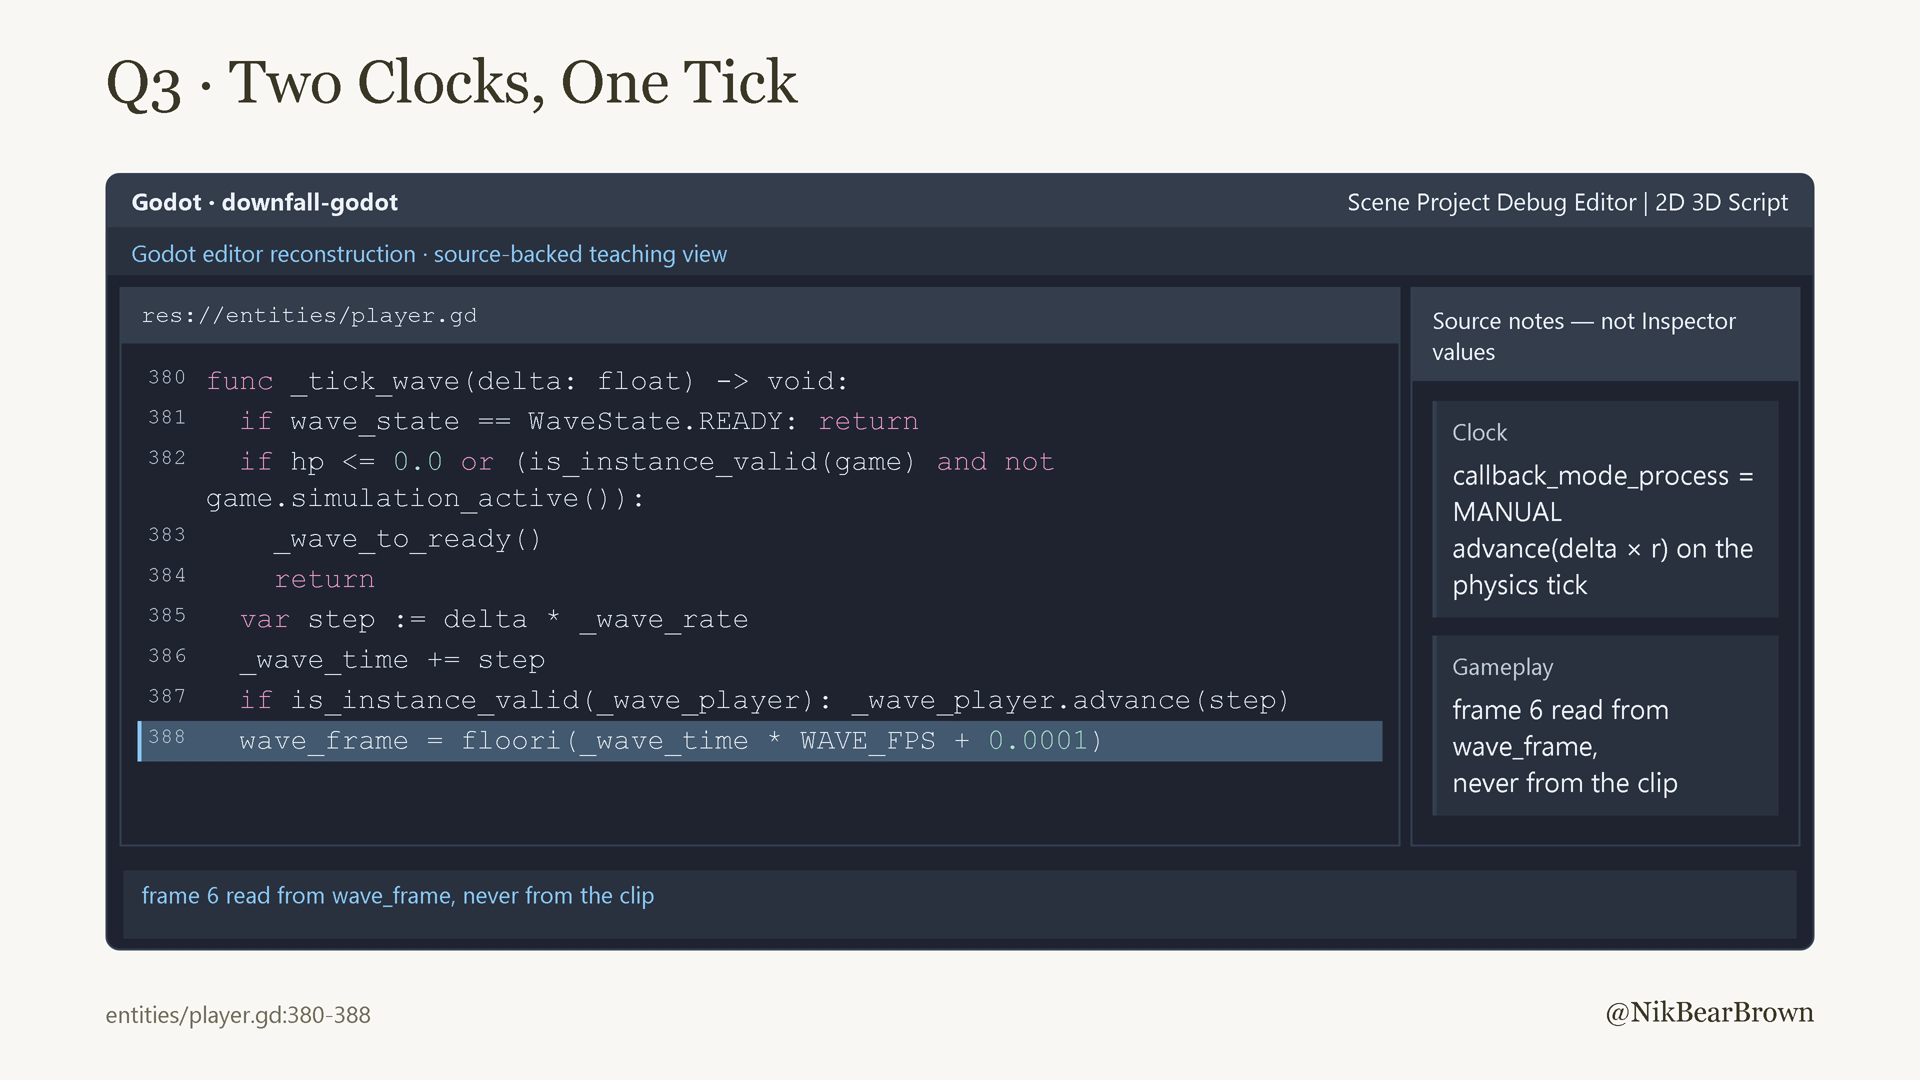 Q3 · Two Clocks, One Tick
Godot · downfall-godot
Scene Project Debug Editor | 2D 3D Script
Godot editor reconstruction · source-backed teaching view
res://entities/player.gd
380 func _tick_wave(delta: float) -> void:
381   if wave_state == WaveState.READY: return
382   if hp <= 0.0 or (is_instance_valid(game) and not
game.simulation_active()):
383     _wave_to_ready()
384     return
385   var step := delta * _wave_rate
386   _wave_time += step
387   if is_instance_valid(_wave_player): _wave_player.advance(step)
388   wave_frame = floori(_wave_time * WAVE_FPS + 0.0001)
Source notes — not Inspector
values
Clock
callback_mode_process =
MANUAL
advance(delta × r) on the
physics tick
Gameplay
frame 6 read from
wave_frame,
never from the clip
frame 6 read from wave_frame, never from the clip
entities/player.gd:380-388
@NikBearBrown